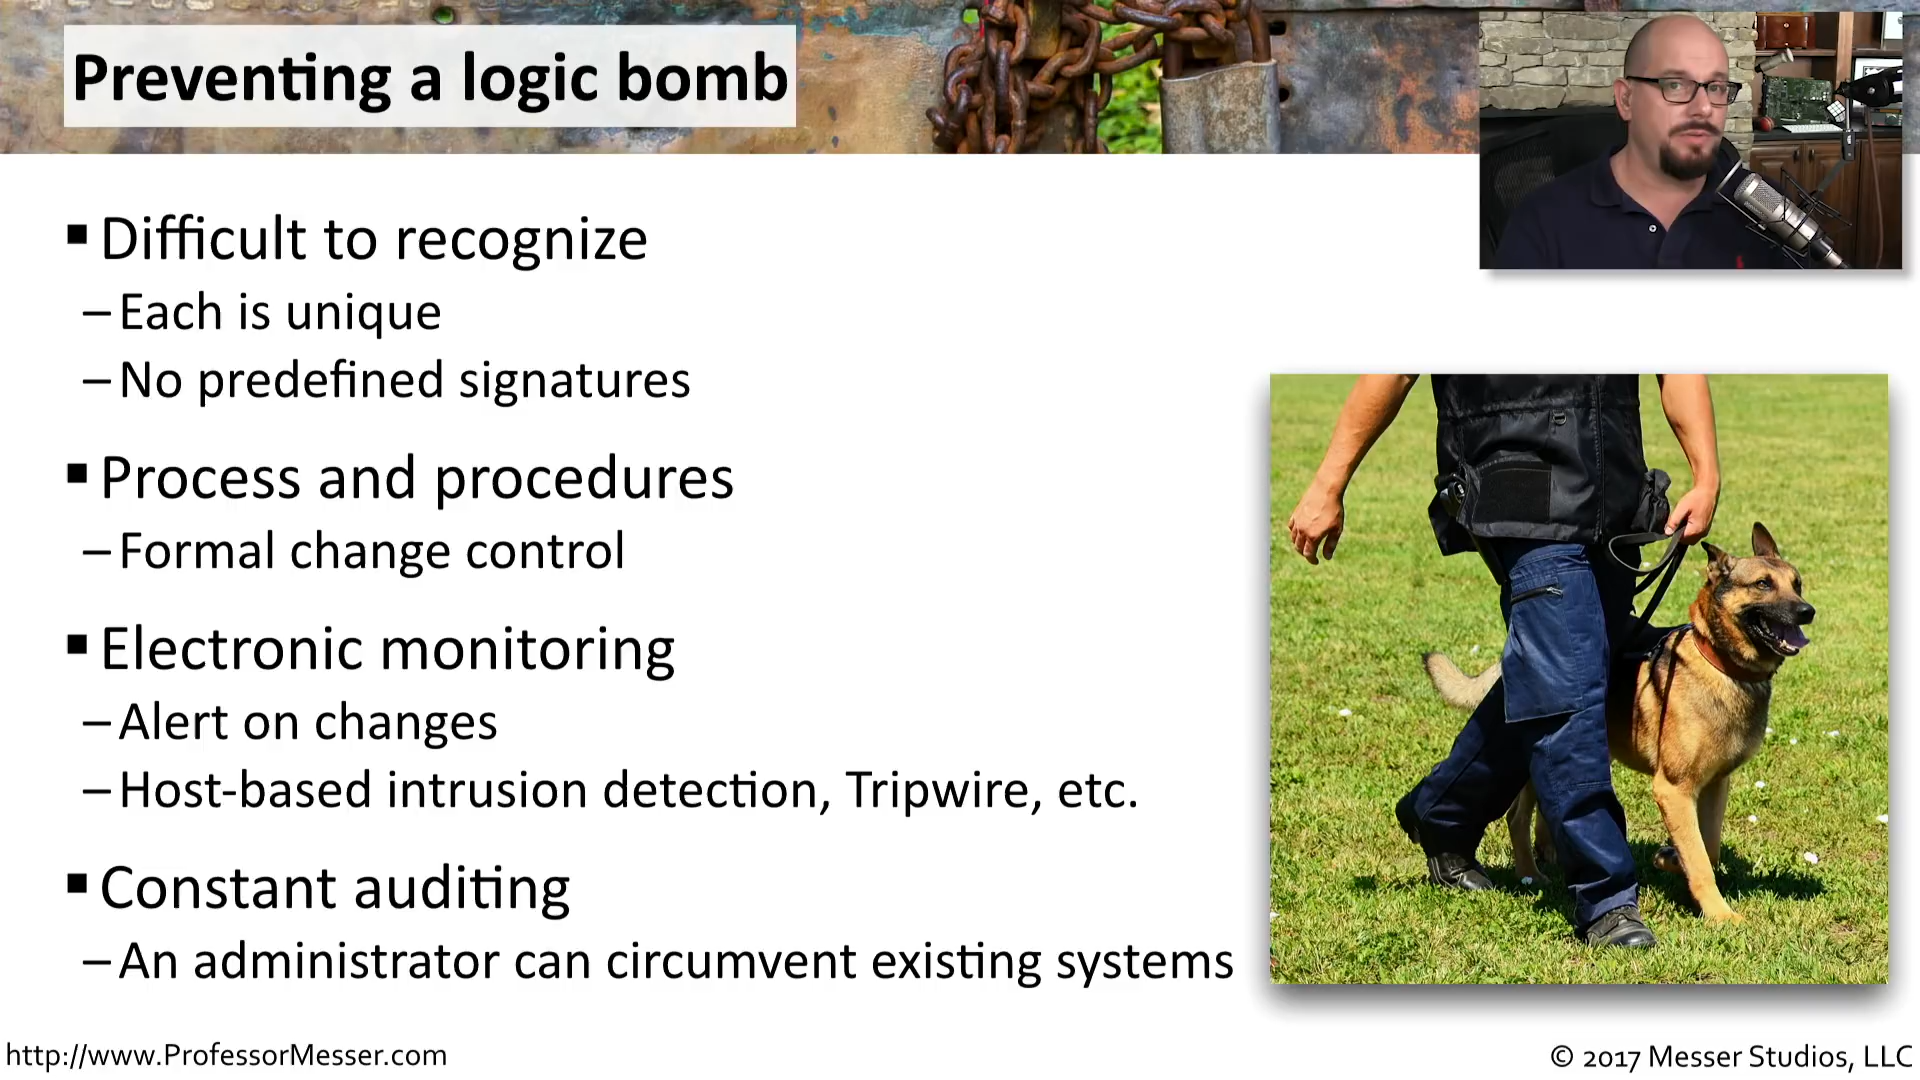 Preventing a logic bomb
▪ Difficult to recognize
– Each is unique
– No predefined signatures
▪ Process and procedures
– Formal change control
▪ Electronic monitoring
– Alert on changes
– Host-based intrusion detection, Tripwire, etc.
▪ Constant auditing
– An administrator can circumvent existing systems
http://www.ProfessorMesser.com
© 2017 Messer Studios, LLC